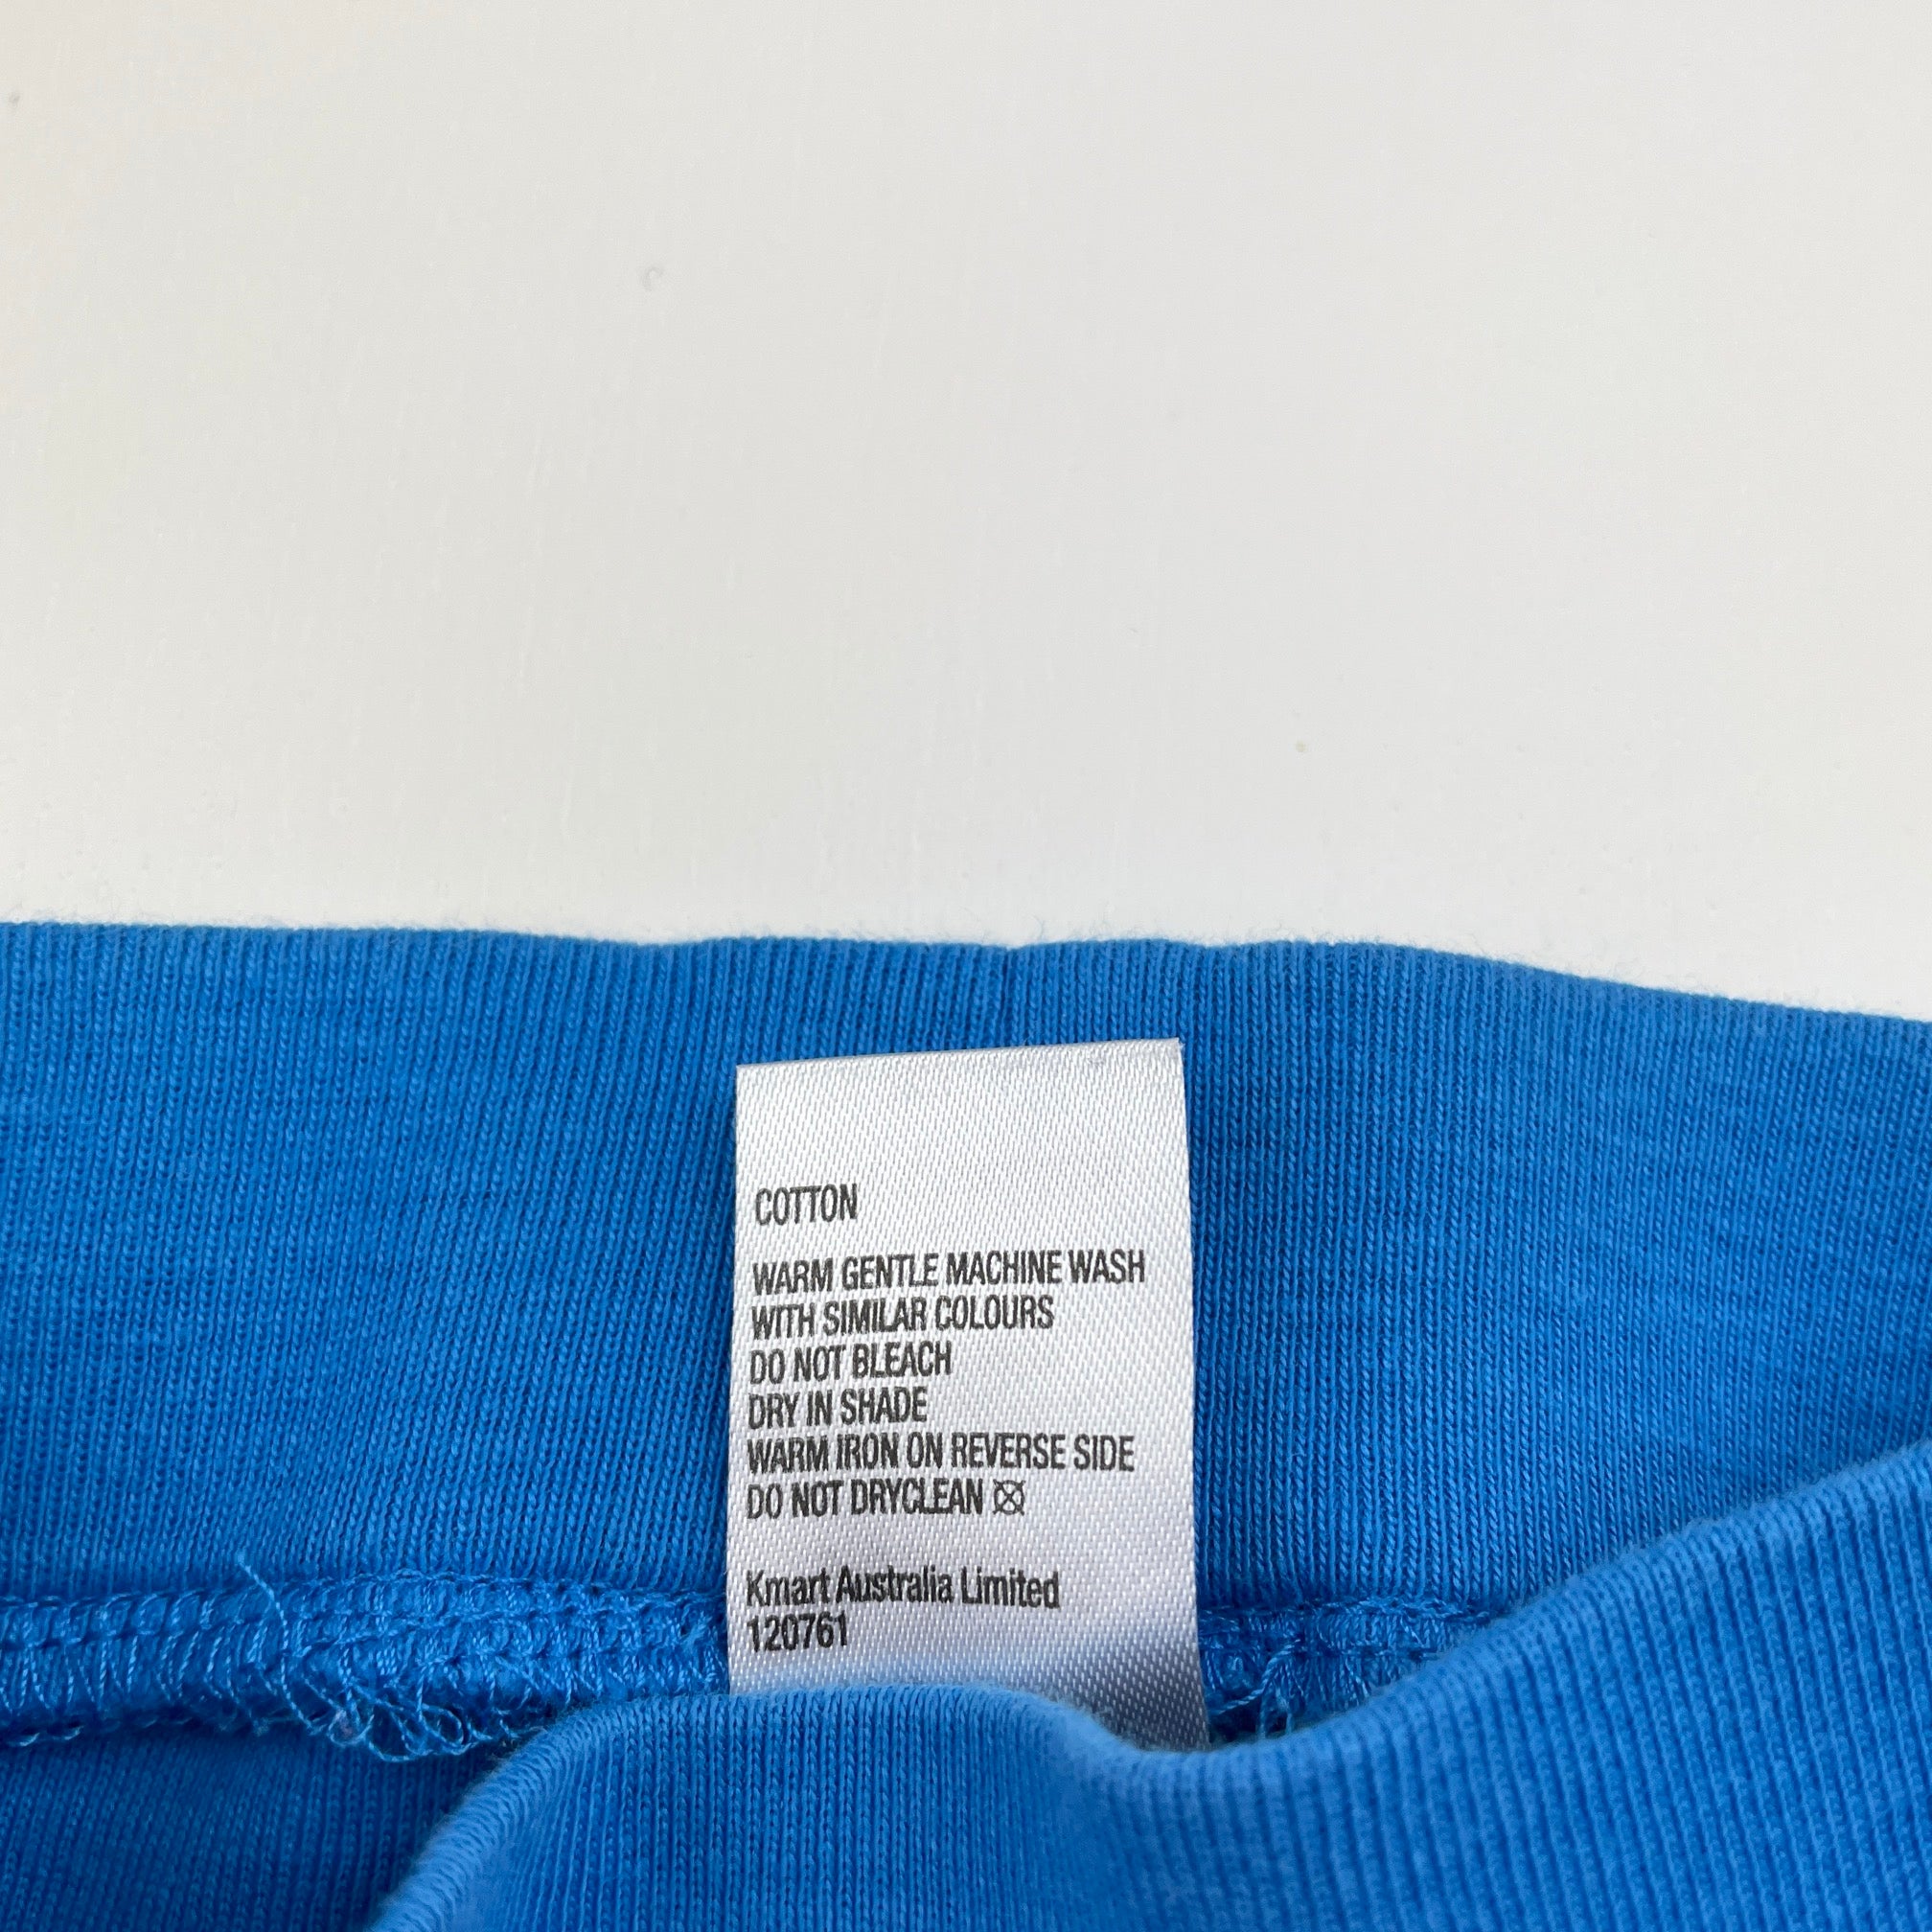 COTTON
WARM GENTLE MACHINE WASH
WITH SIMILAR COLOURS
DO NOT BLEACH
DRY IN SHADE
WARM IRON ON REVERSE SIDE
DO NOT DRYCLEAN
Kmart Australia Limited
120761